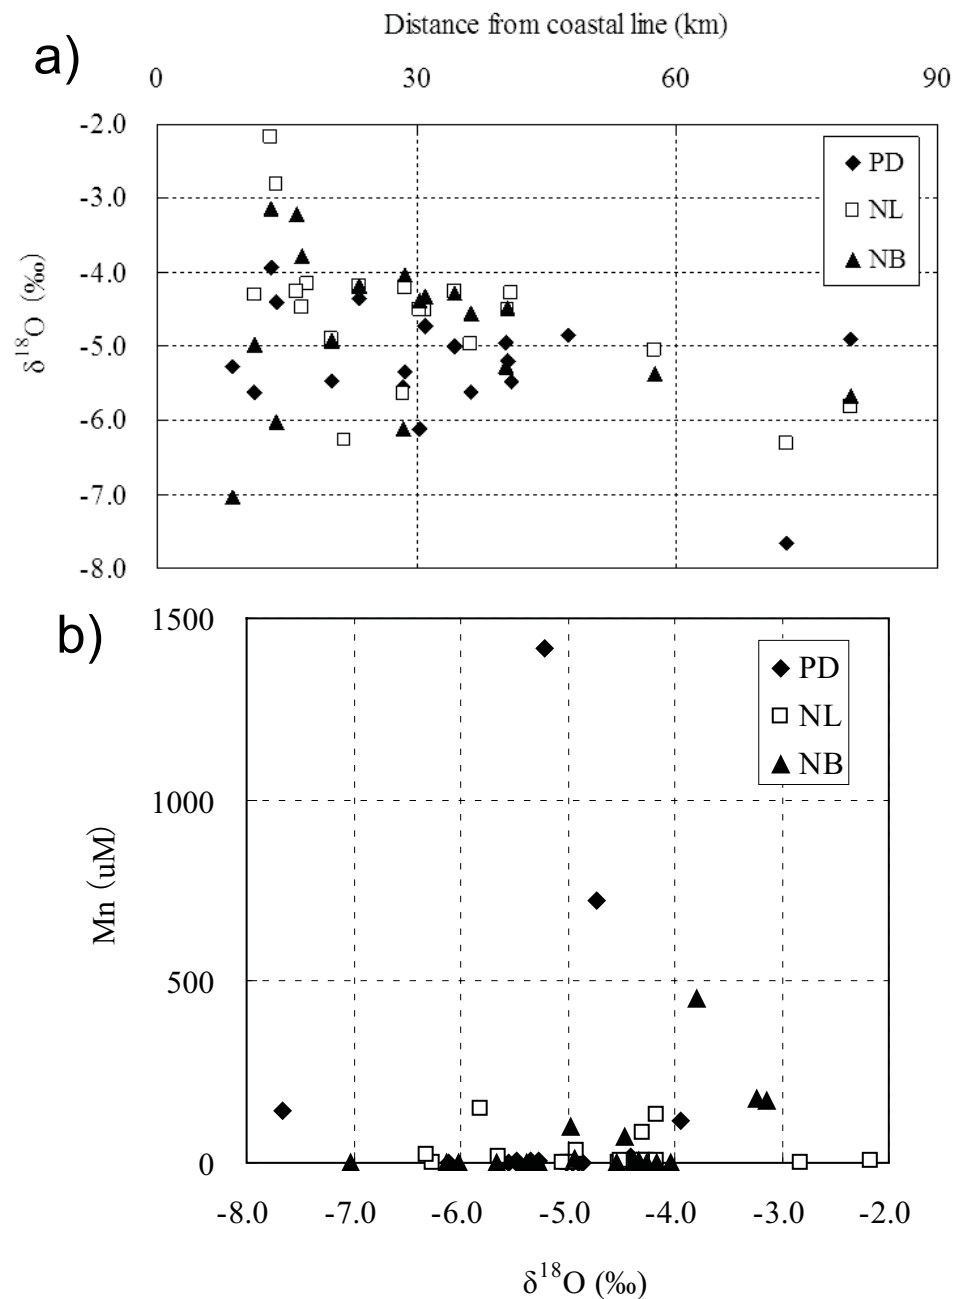 Distance from coastal line (km)
a)
0 30 60 90
-2.0
-3.0
-4.0
-5.0
-6.0
-7.0
-8.0
δ18O (‰)
PD
NL
NB
b)
1500
1000
500
0
Mn (uM)
PD
NL
NB
-8.0 -7.0 -6.0 -5.0 -4.0 -3.0 -2.0
δ18O (‰)